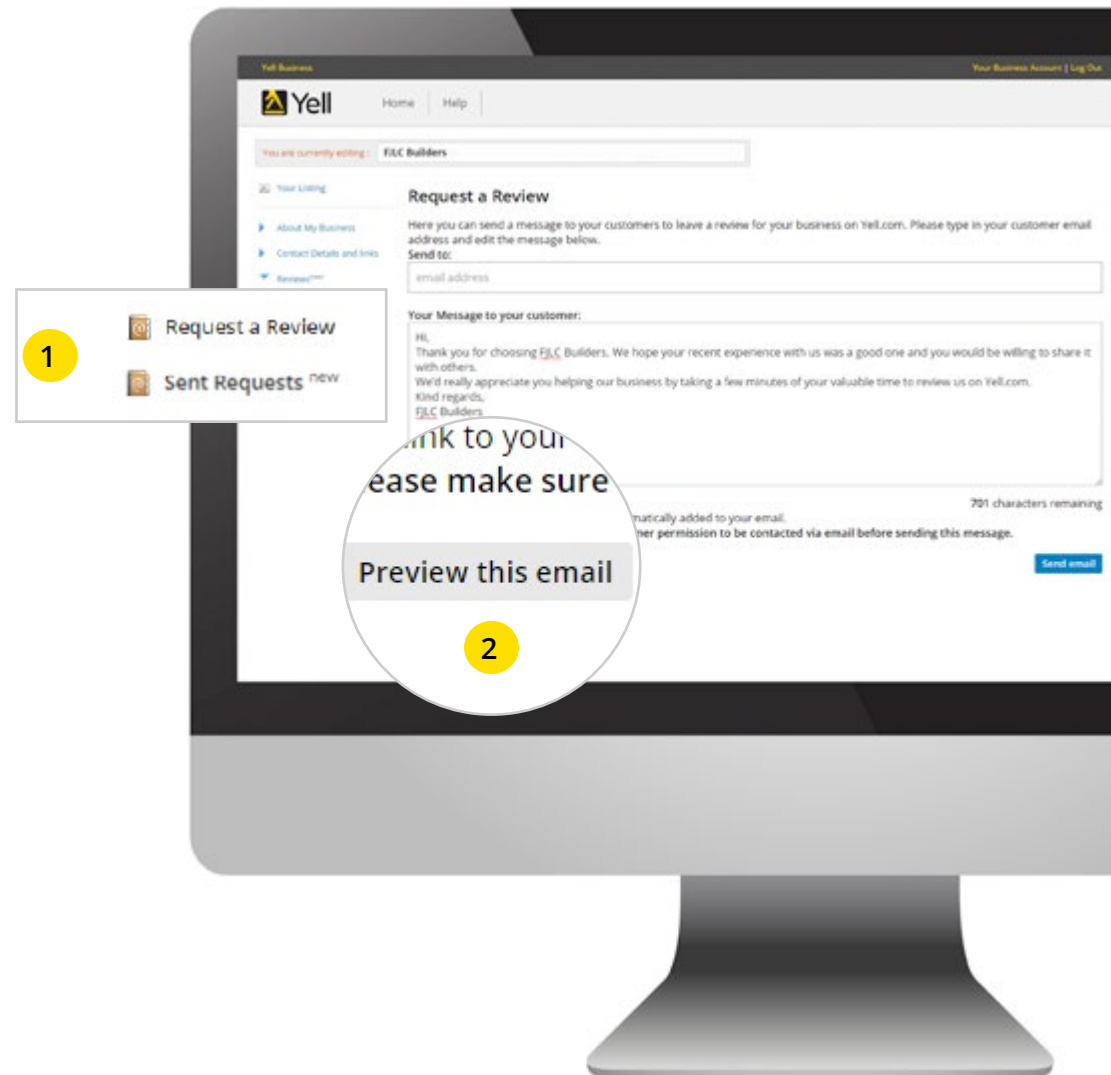 Yell Business
Your Business Account | Log Out
Yell
Home
Help
You are currently editing :
FJLC Builders
Your Listing
About My Business
Contact Details and links
Reviews new
Request a Review
Here you can send a message to your customers to leave a review for your business on Yell.com. Please type in your customer email
address and edit the message below.
Send to:
email address
1
Request a Review
Sent Requests new
Your Message to your customer:
Hi,
Thank you for choosing FJLC Builders. We hope your recent experience with us was a good one and you would be willing to share it
with others.
We'd really appreciate you helping our business by taking a few minutes of your valuable time to review us on Yell.com.
Kind regards,
FJLC Builders
701 characters remaining
to your
make sure
added to your email.
permission to be contacted via email before sending this message.
Preview this email
2
Send email